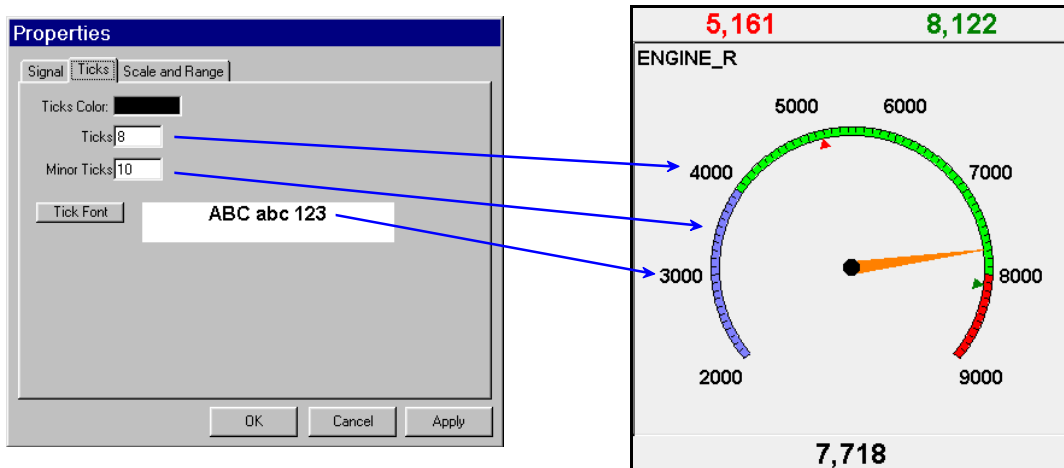 Properties
Signal Ticks Scale and Range
Ticks Color:
Ticks 8
Minor Ticks 10
Tick Font ABC abc 123
OK Cancel Apply
5,161 8,122
ENGINE_R
5000 6000
4000 7000
3000 8000
2000 9000
7,718